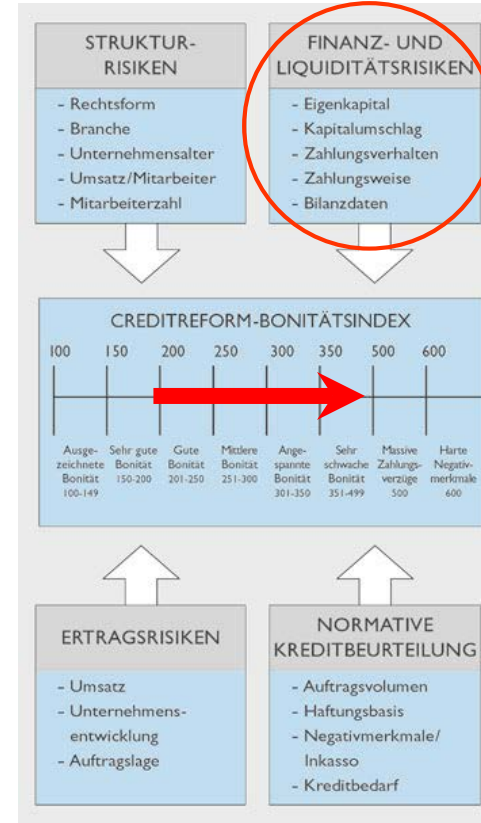 STRUKTUR-
RISIKEN
- Rechtsform
- Branche
- Unternehmensalter
- Umsatz/Mitarbeiter
- Mitarbeiterzahl
FINANZ- UND
LIQUIDITÄTSRISIKEN
- Eigenkapital
- Kapitalumschlag
- Zahlungsverhalten
- Zahlungsweise
- Bilanzdaten
CREDITREFORM-BONITÄTSINDEX
100 150 200 250 300 350 500 600
Ausge-
zeichnete
Bonität
100-149
Sehr gute
Bonität
150-200
Gute
Bonität
201-250
Mittlere
Bonität
251-300
Ange-
spannte
Bonität
301-350
Sehr
schwache
Bonität
351-499
Massive
Zahlungs-
verzüge
500
Harte
Negativ-
merkmale
600
ERTRAGSRISIKEN
- Umsatz
- Unternehmens-
entwicklung
- Auftragslage
NORMATIVE
KREDITBEURTEILUNG
- Auftragsvolumen
- Haftungsbasis
- Negativmerkmale/
Inkasso
- Kreditbedarf